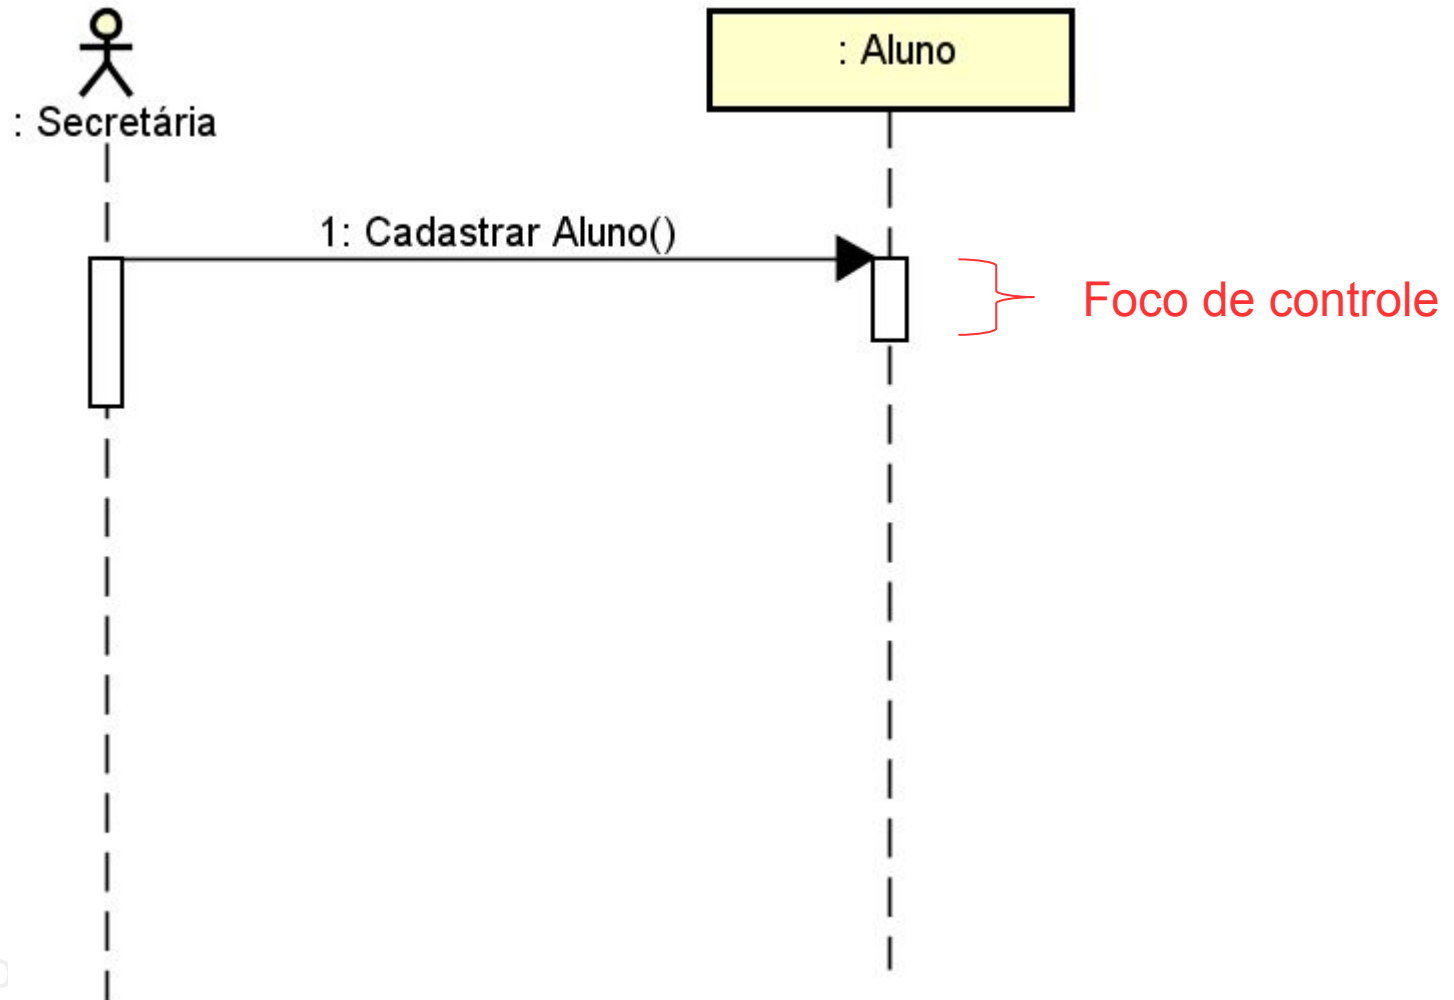 : Aluno
: Secretária
1: Cadastrar Aluno()
Foco de controle